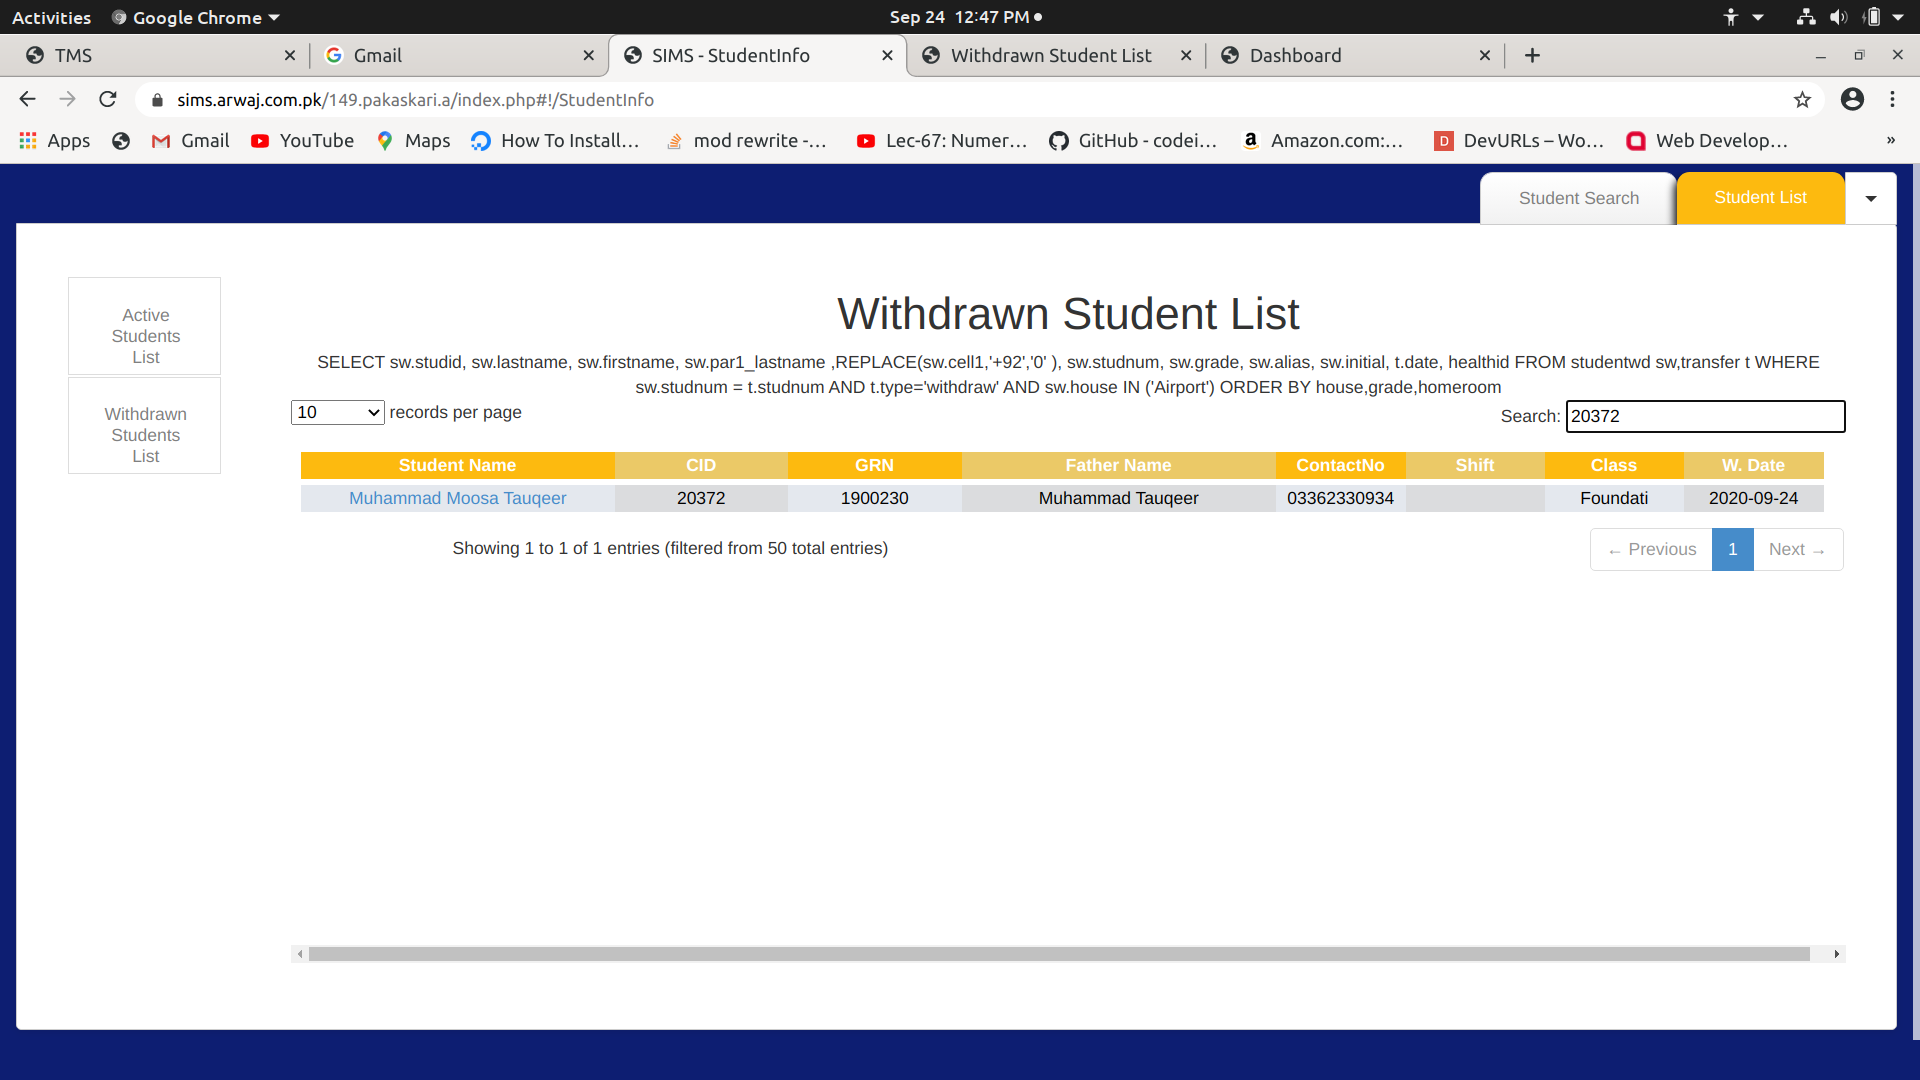 Activities Google Chrome Sep 24 12:47 PM
TMS Gmail SIMS - StudentInfo Withdrawn Student List Dashboard
sims.arwaj.com.pk/149.pakaskari.a/index.php#!/StudentInfo
Apps Gmail YouTube Maps How To Install... mod rewrite -... Lec-67: Numer... GitHub - codei... Amazon.com:... DevURLs – Wo... Web Develop... »
Student Search Student List
Active
Students
List
Withdrawn
Students
List
Withdrawn Student List
SELECT sw.studid, sw.lastname, sw.firstname, sw.par1_lastname ,REPLACE(sw.cell1,'+92','0' ), sw.studnum, sw.grade, sw.alias, sw.initial, t.date, healthid FROM studentwd sw,transfer t WHERE
sw.studnum = t.studnum AND t.type='withdraw' AND sw.house IN ('Airport') ORDER BY house,grade,homeroom
10 records per page Search: 20372
Student Name CID GRN Father Name ContactNo Shift Class W. Date
Muhammad Moosa Tauqeer 20372 1900230 Muhammad Tauqeer 03362330934 Foundati 2020-09-24
Showing 1 to 1 of 1 entries (filtered from 50 total entries) ← Previous 1 Next →